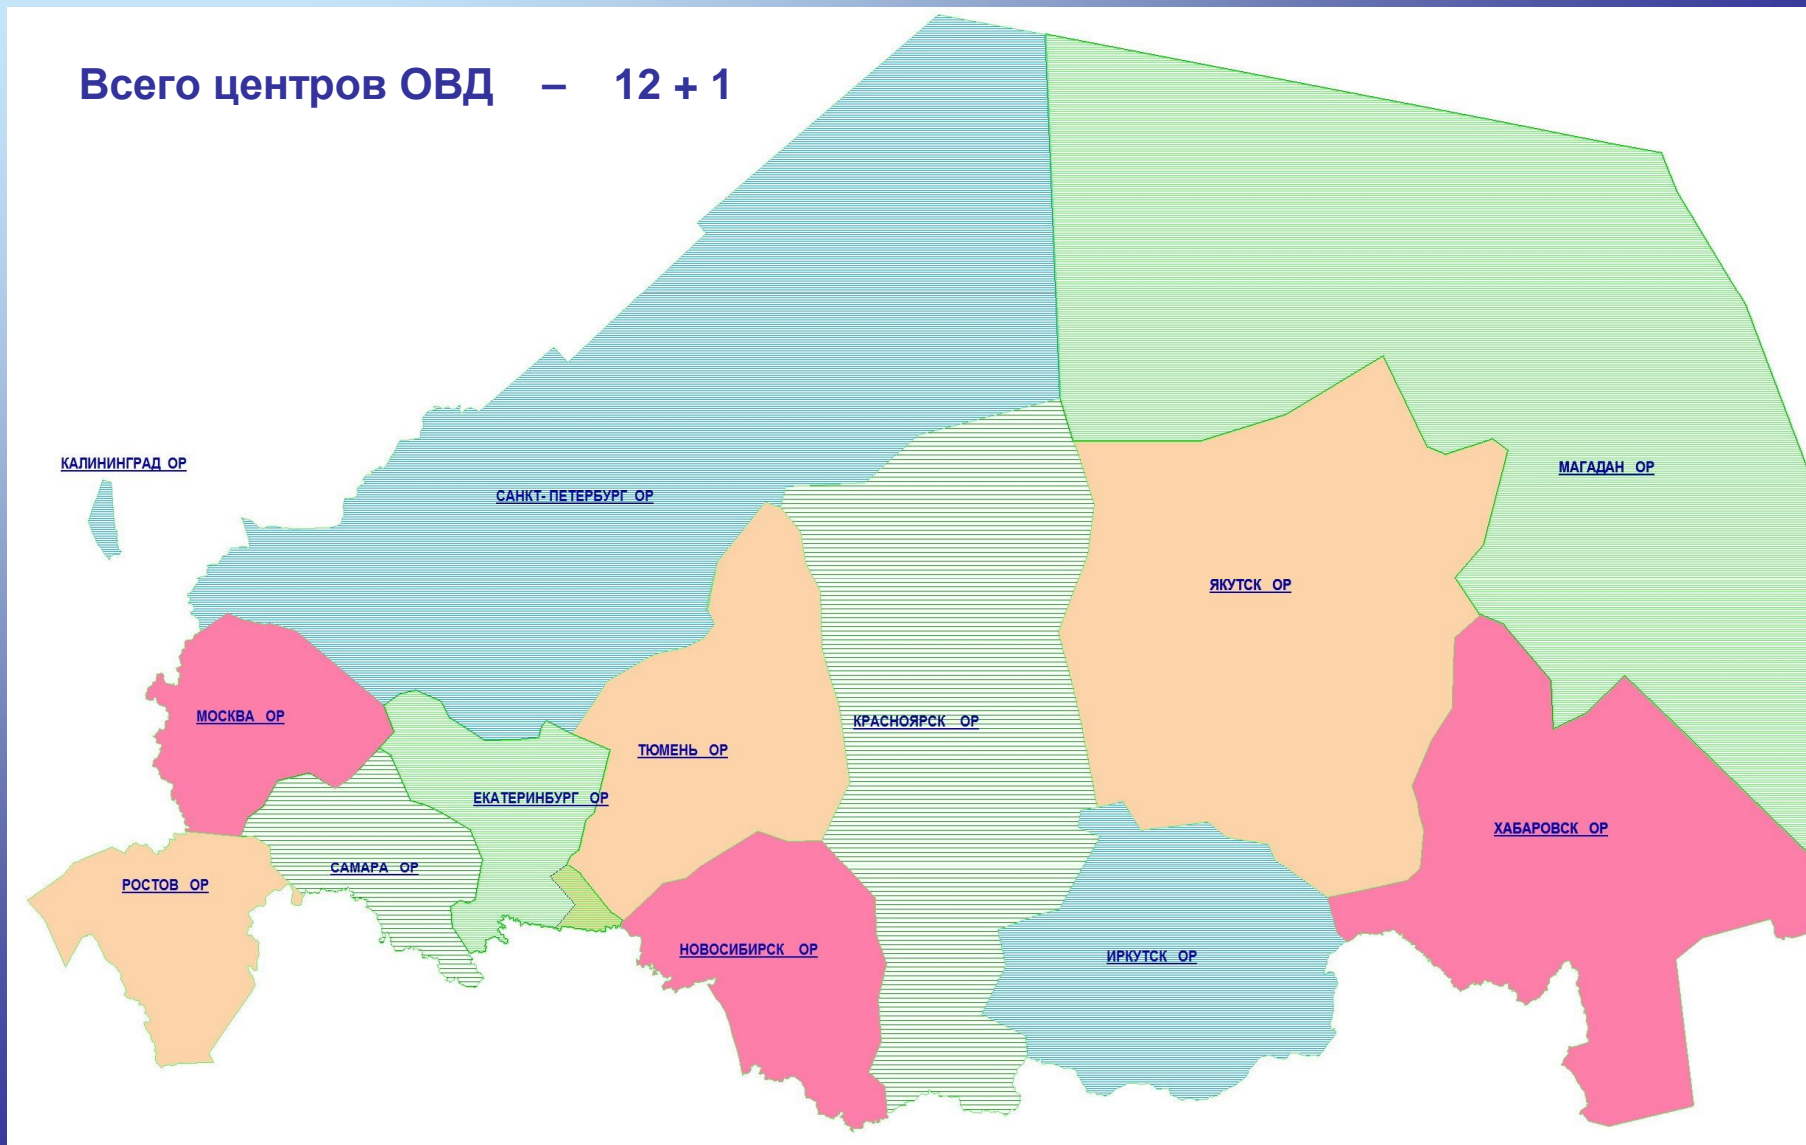 Всего центров ОВД – 12 + 1
КАЛИНИНГРАД ОР
САНКТ- ПЕТЕРБУРГ ОР
МАГАДАН ОР
ЯКУТСК ОР
МОСКВА ОР
КРАСНОЯРСК ОР
ТЮМЕНЬ ОР
ЕКАТЕРИНБУРГ ОР
ХАБАРОВСК ОР
САМАРА ОР
РОСТОВ ОР
НОВОСИБИРСК ОР
ИРКУТСК ОР